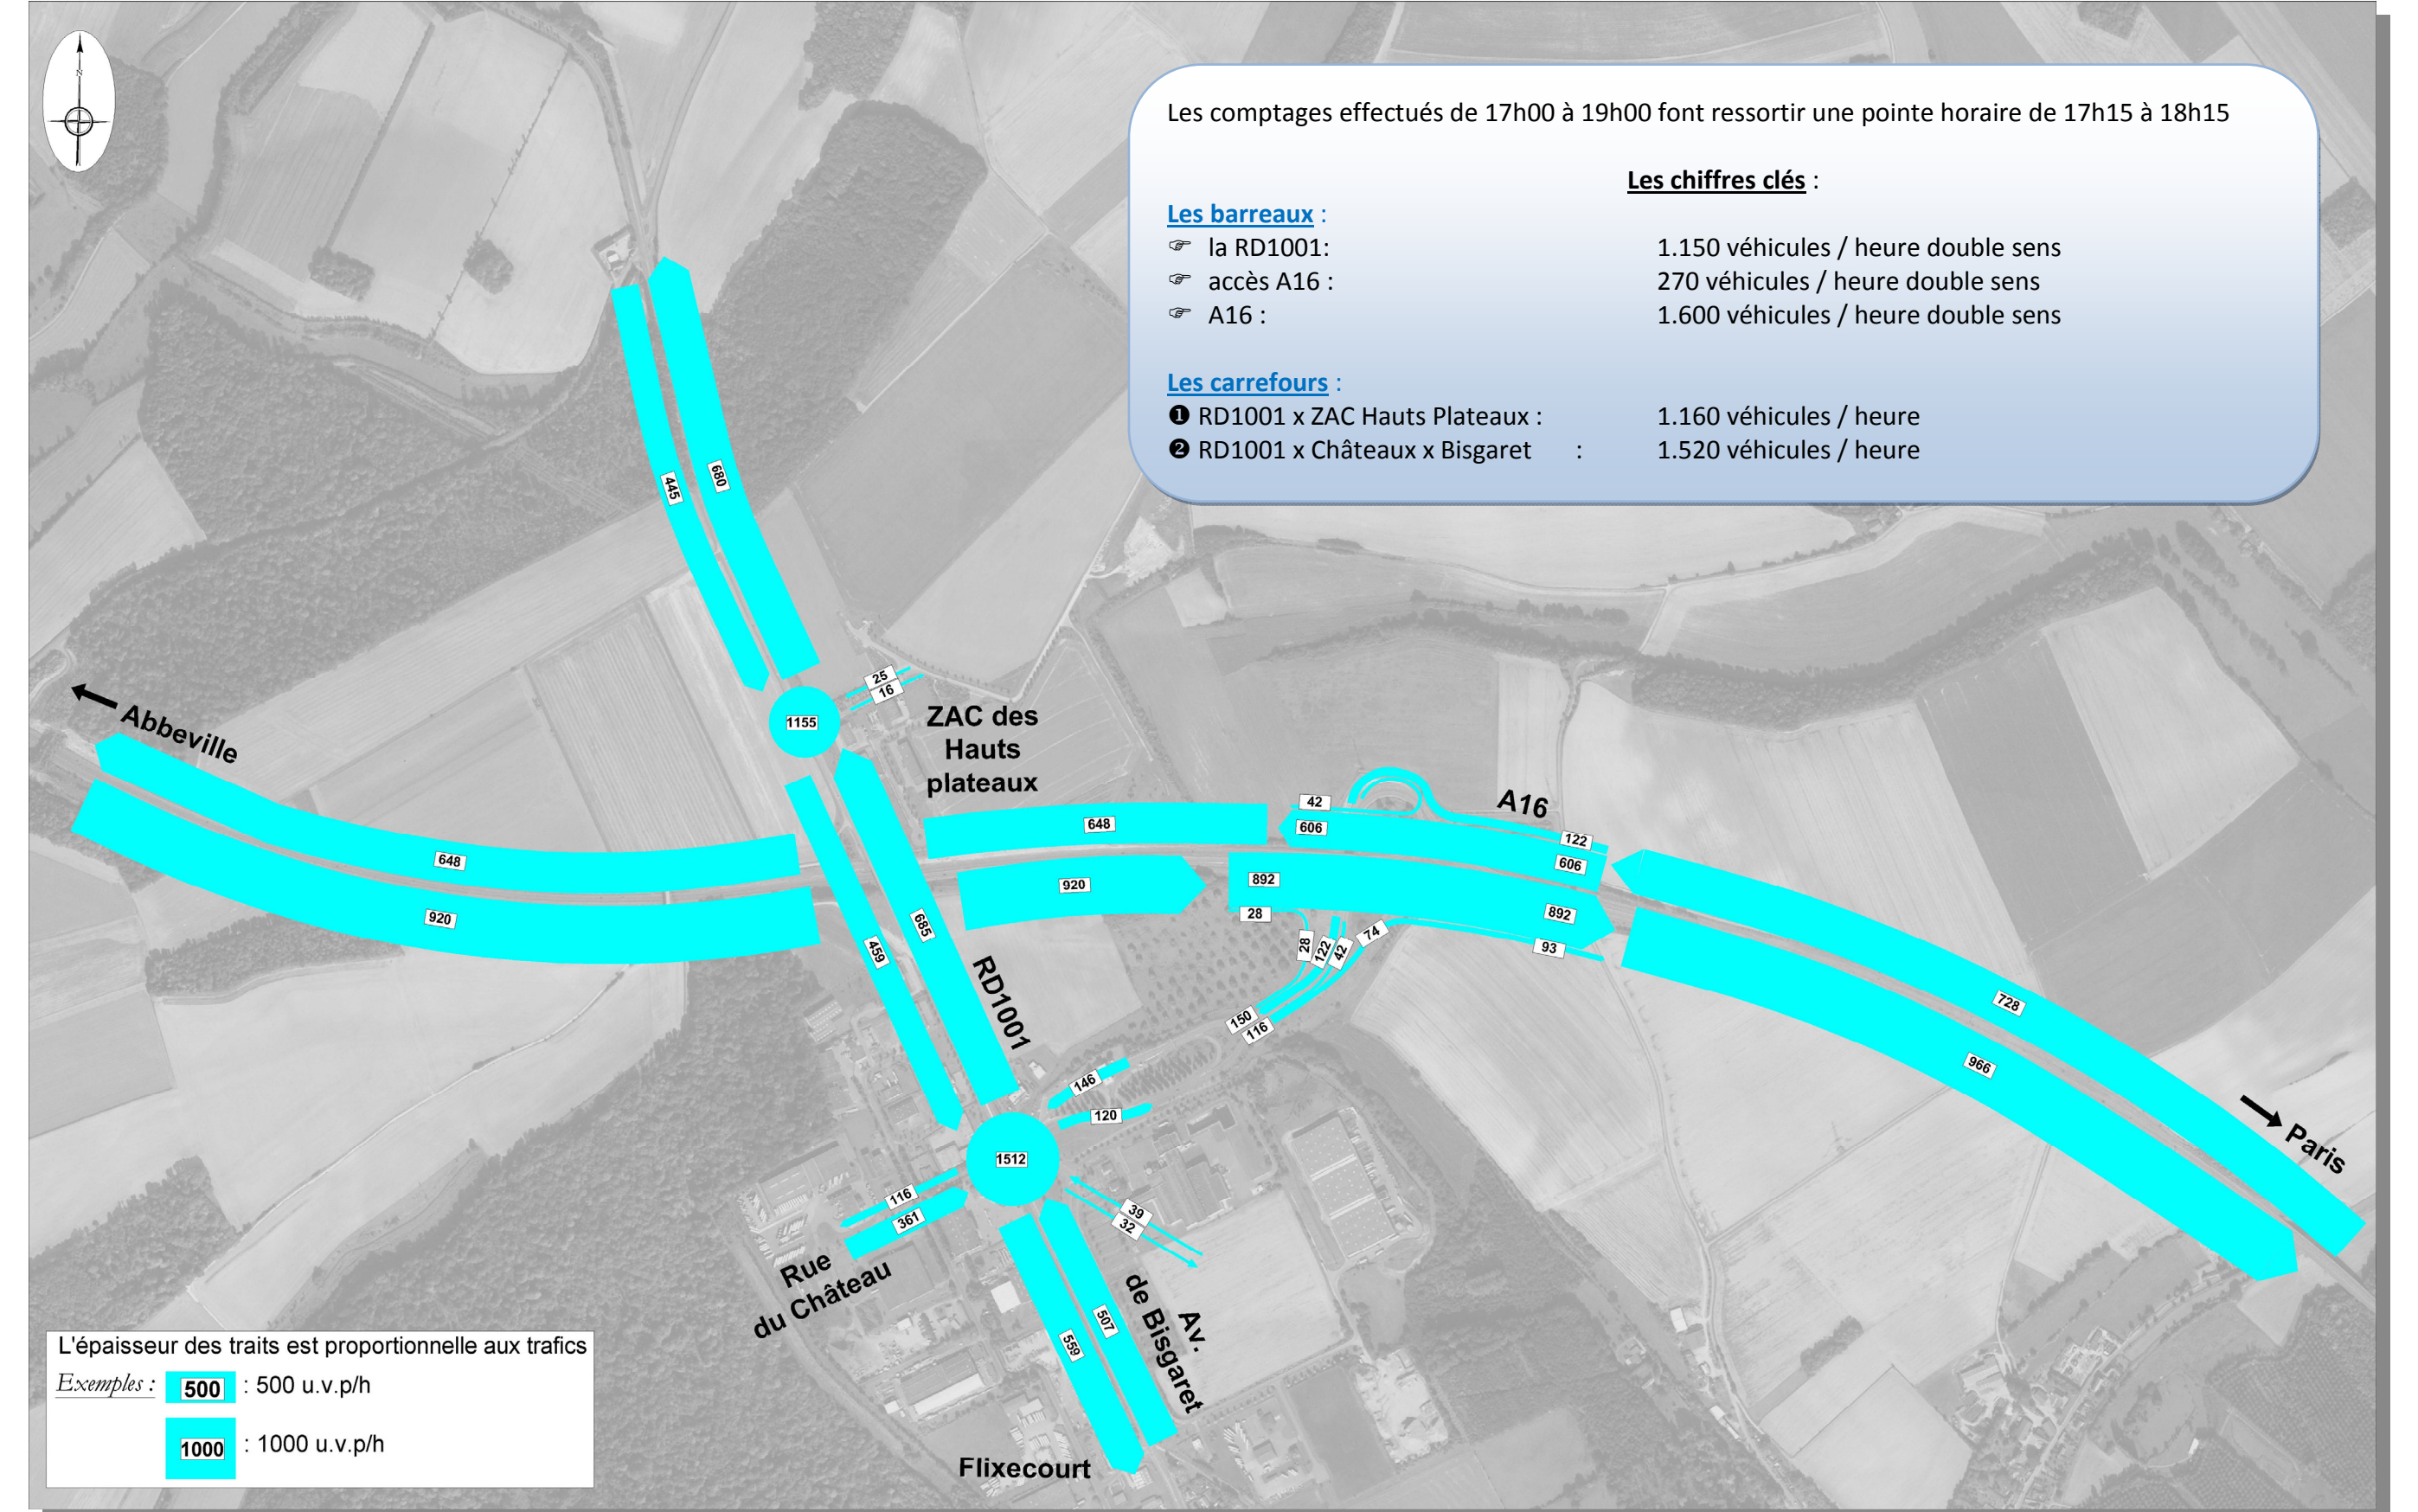 N
Les comptages effectués de 17h00 à 19h00 font ressortir une pointe horaire de 17h15 à 18h15
Les chiffres clés :
Les barreaux :
☞ la RD1001: 1.150 véhicules / heure double sens
☞ accès A16 : 270 véhicules / heure double sens
☞ A16 : 1.600 véhicules / heure double sens
Les carrefours :
❶ RD1001 x ZAC Hauts Plateaux : 1.160 véhicules / heure
❷ RD1001 x Châteaux x Bisgaret : 1.520 véhicules / heure
445
680
25
16
1155
ZAC des
Hauts
plateaux
Abbeville
648
920
648
920
459
685
RD1001
A16
42
606
122
606
892
28
892
93
28
122
42
74
150
116
728
966
Paris
146
120
1512
116
361
39
32
Rue
du Château
559
507
Av.
de Bisgaret
Flixecourt
L'épaisseur des traits est proportionnelle aux trafics
Exemples :
500 : 500 u.v.p/h
1000 : 1000 u.v.p/h